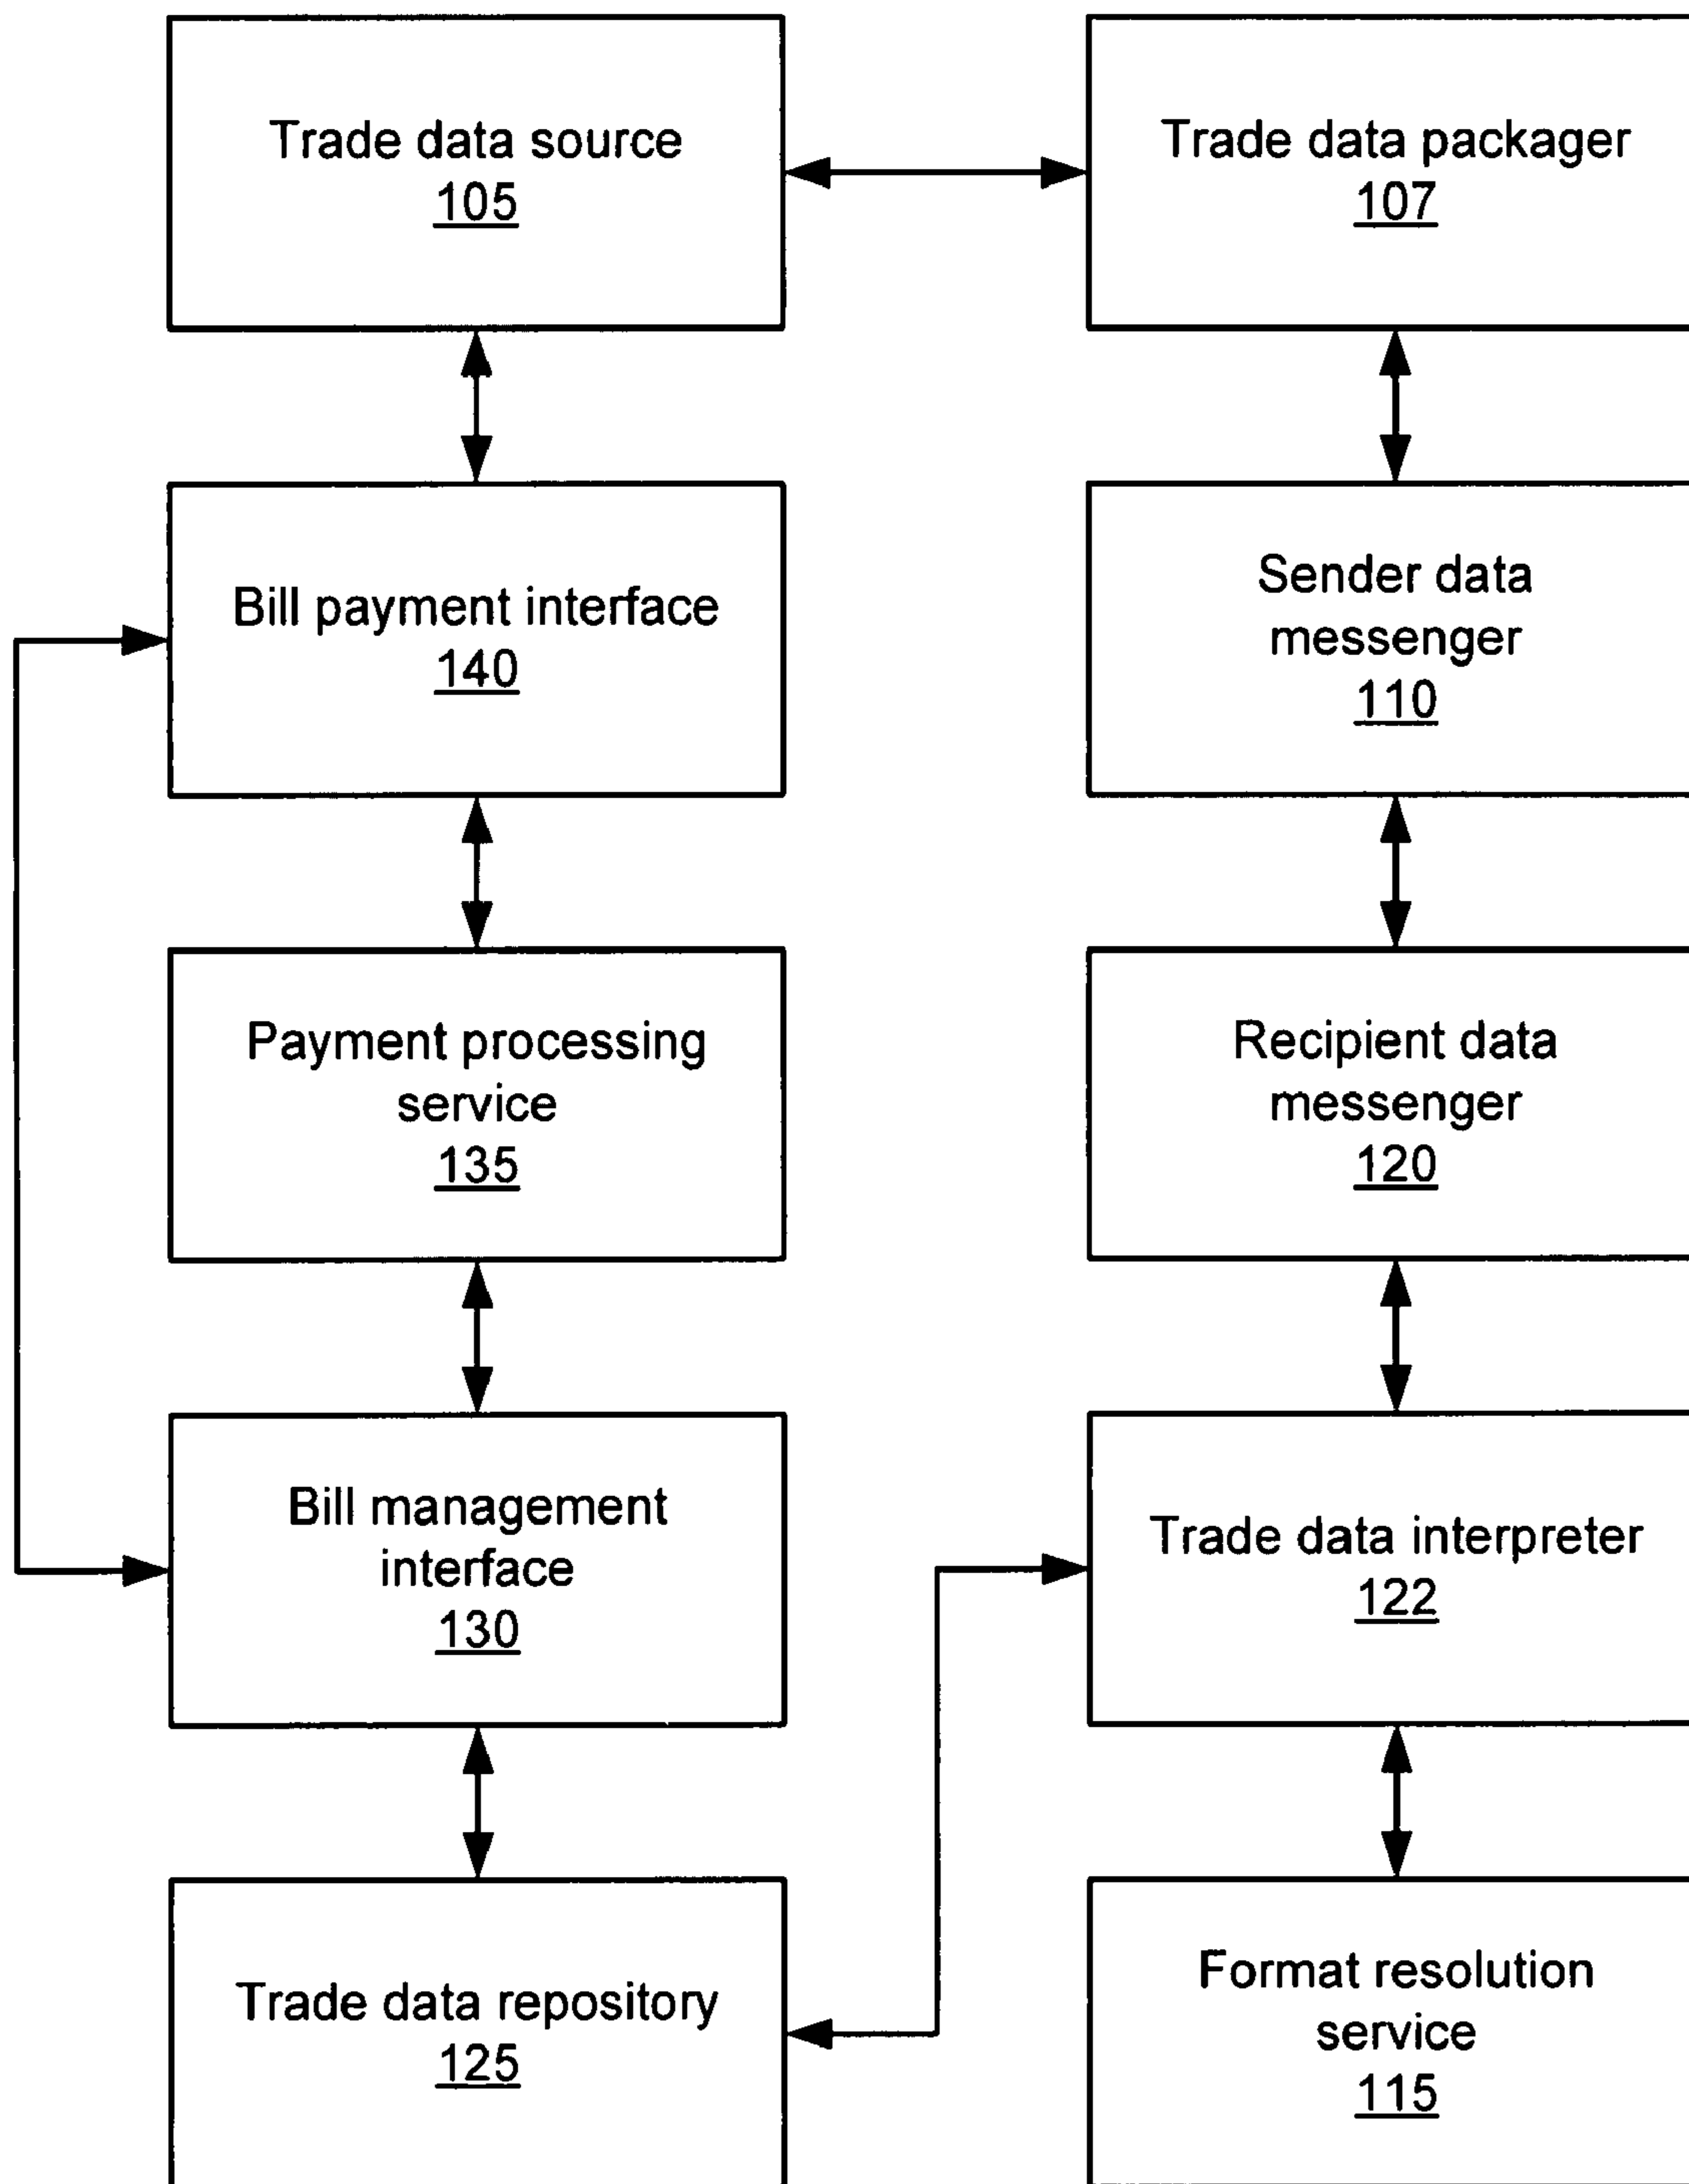 Trade data source
105
Trade data packager
107
Bill payment interface
140
Sender data
messenger
110
Payment processing
service
135
Recipient data
messenger
120
Bill management
interface
130
Trade data interpreter
122
Trade data repository
125
Format resolution
service
115